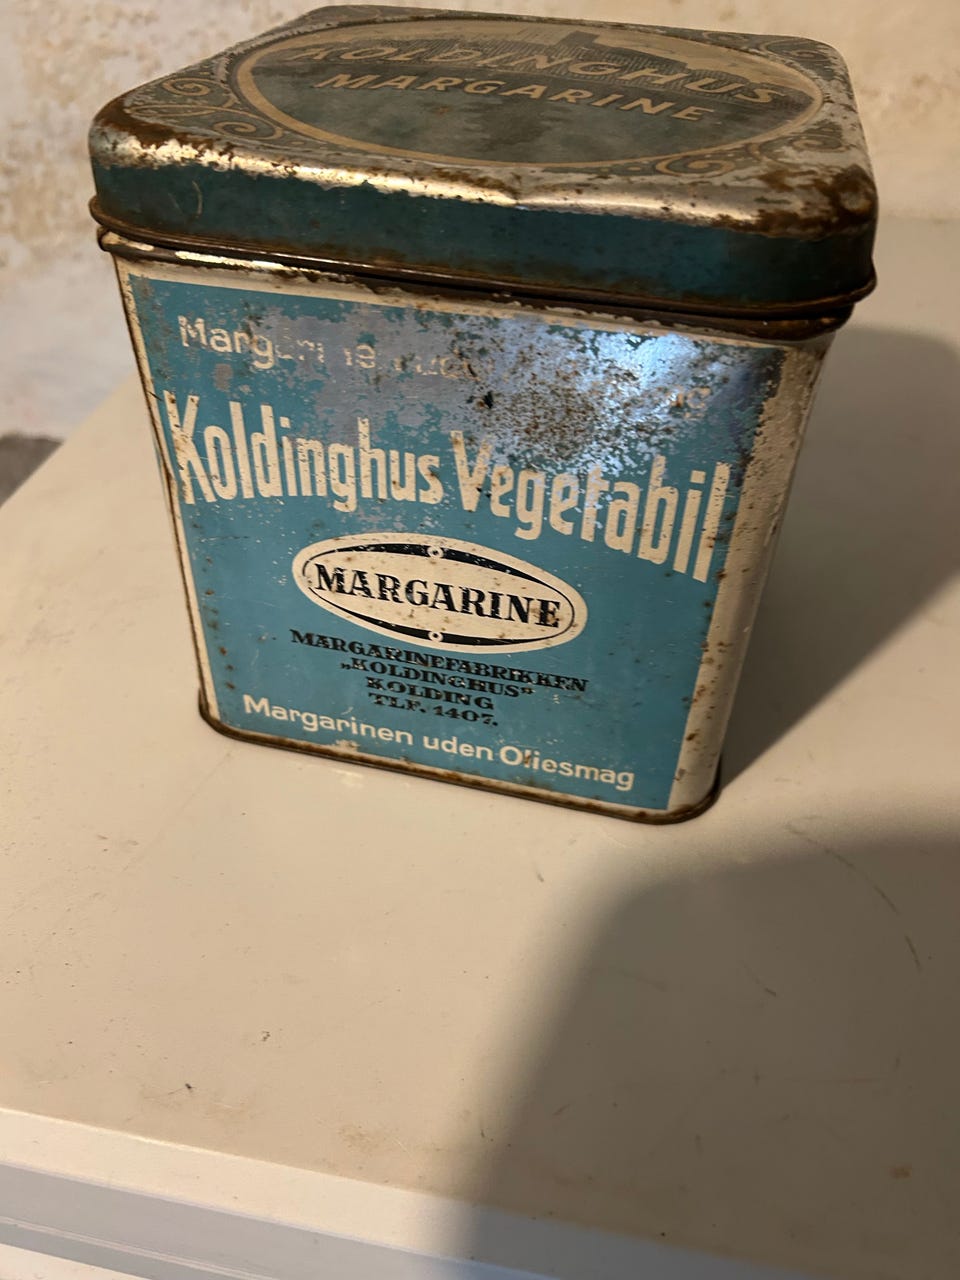 KOLDINGHUS
MARGARINE
Koldinghus Vegetabil
MARGARINE
MARGARINEFABRIKKEN
„KOLDINGHUS“
KOLDING
TLF. 1407.
Margarinen uden Oliesmag